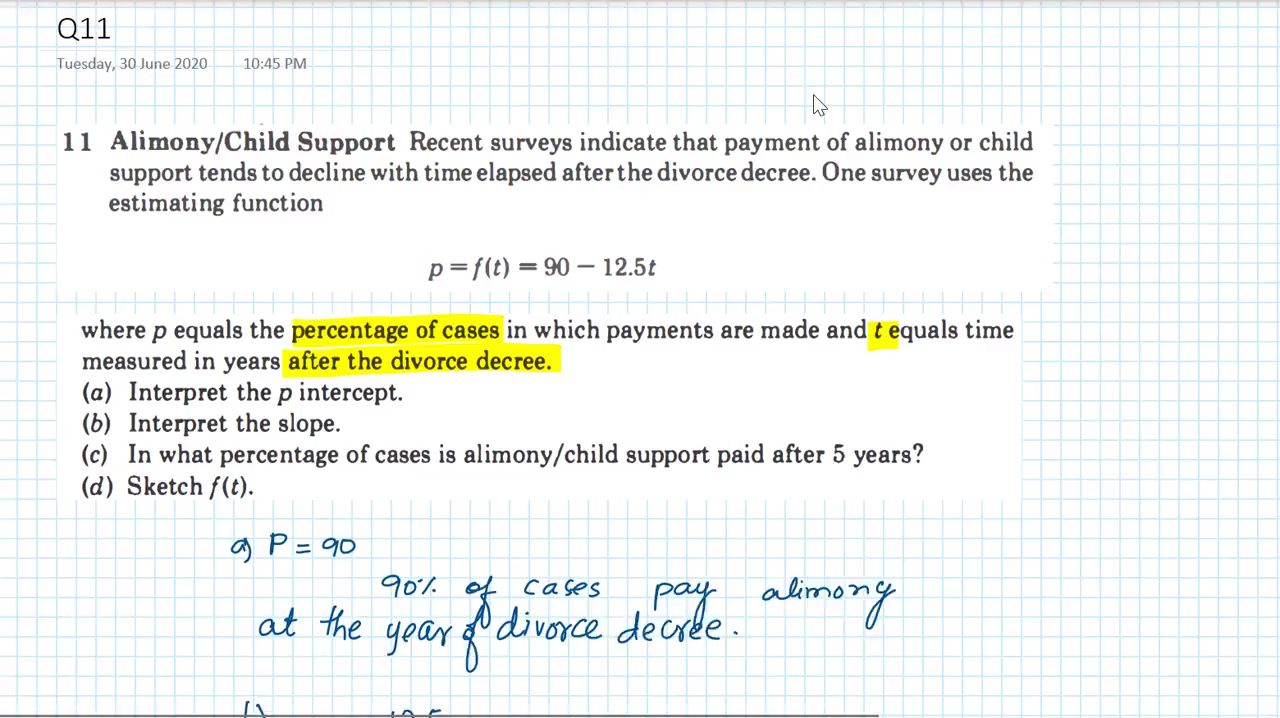 Q11
Tuesday, 30 June 2020 10:45 PM
11 Alimony/Child Support Recent surveys indicate that payment of alimony or child
support tends to decline with time elapsed after the divorce decree. One survey uses the
estimating function
p = f(t) = 90 − 12.5t
where p equals the percentage of cases in which payments are made and t equals time
measured in years after the divorce decree.
(a) Interpret the p intercept.
(b) Interpret the slope.
(c) In what percentage of cases is alimony/child support paid after 5 years?
(d) Sketch f(t).
a) P = 90
90% of cases pay alimony
at the year of divorce decree.